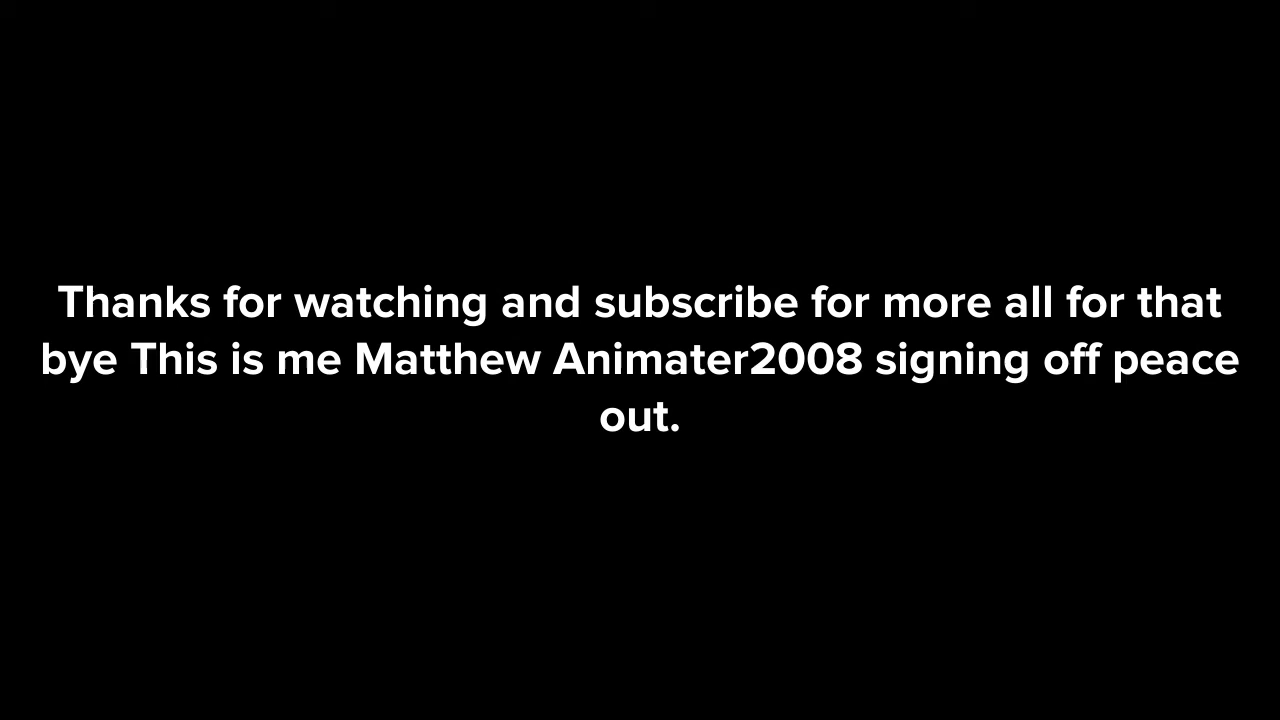 Thanks for watching and subscribe for more all for that
bye This is me Matthew Animater2008 signing off peace
out.